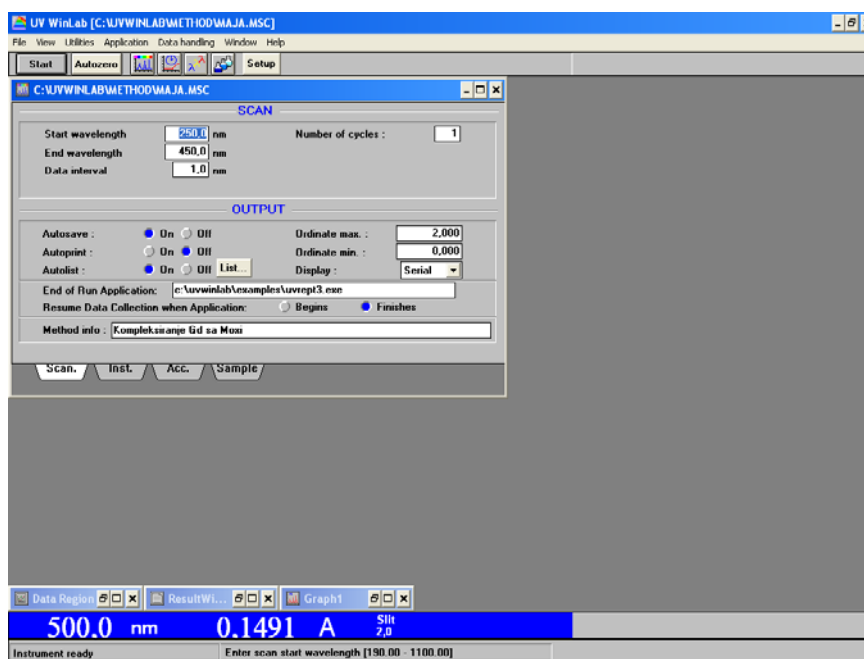 UV WinLab [C:\UVWINLAB\METHOD\MAJA.MSC]
File View Utilities Application Data handling Window Help
Start Autozero Setup
C:\UVWINLAB\METHOD\MAJA.MSC
SCAN
Start wavelength 250,0 nm Number of cycles : 1
End wavelength 450,0 nm
Data interval 1,0 nm
OUTPUT
Autosave : On Off Ordinate max. : 2,000
Autoprint : On Off Ordinate min. : 0,000
Autolist : On Off List... Display : Serial
End of Run Application: c:\uvwinlab\examples\uvrept3.exe
Resume Data Collection when Application: Begins Finishes
Method info : Kompleksiranje Gd sa Moxi
Scan. Inst. Acc. Sample
Data Region ResultWi... Graph1
500.0 nm 0.1491 A Slit 2,0
Instrument ready Enter scan start wavelength [190.00 - 1100.00]